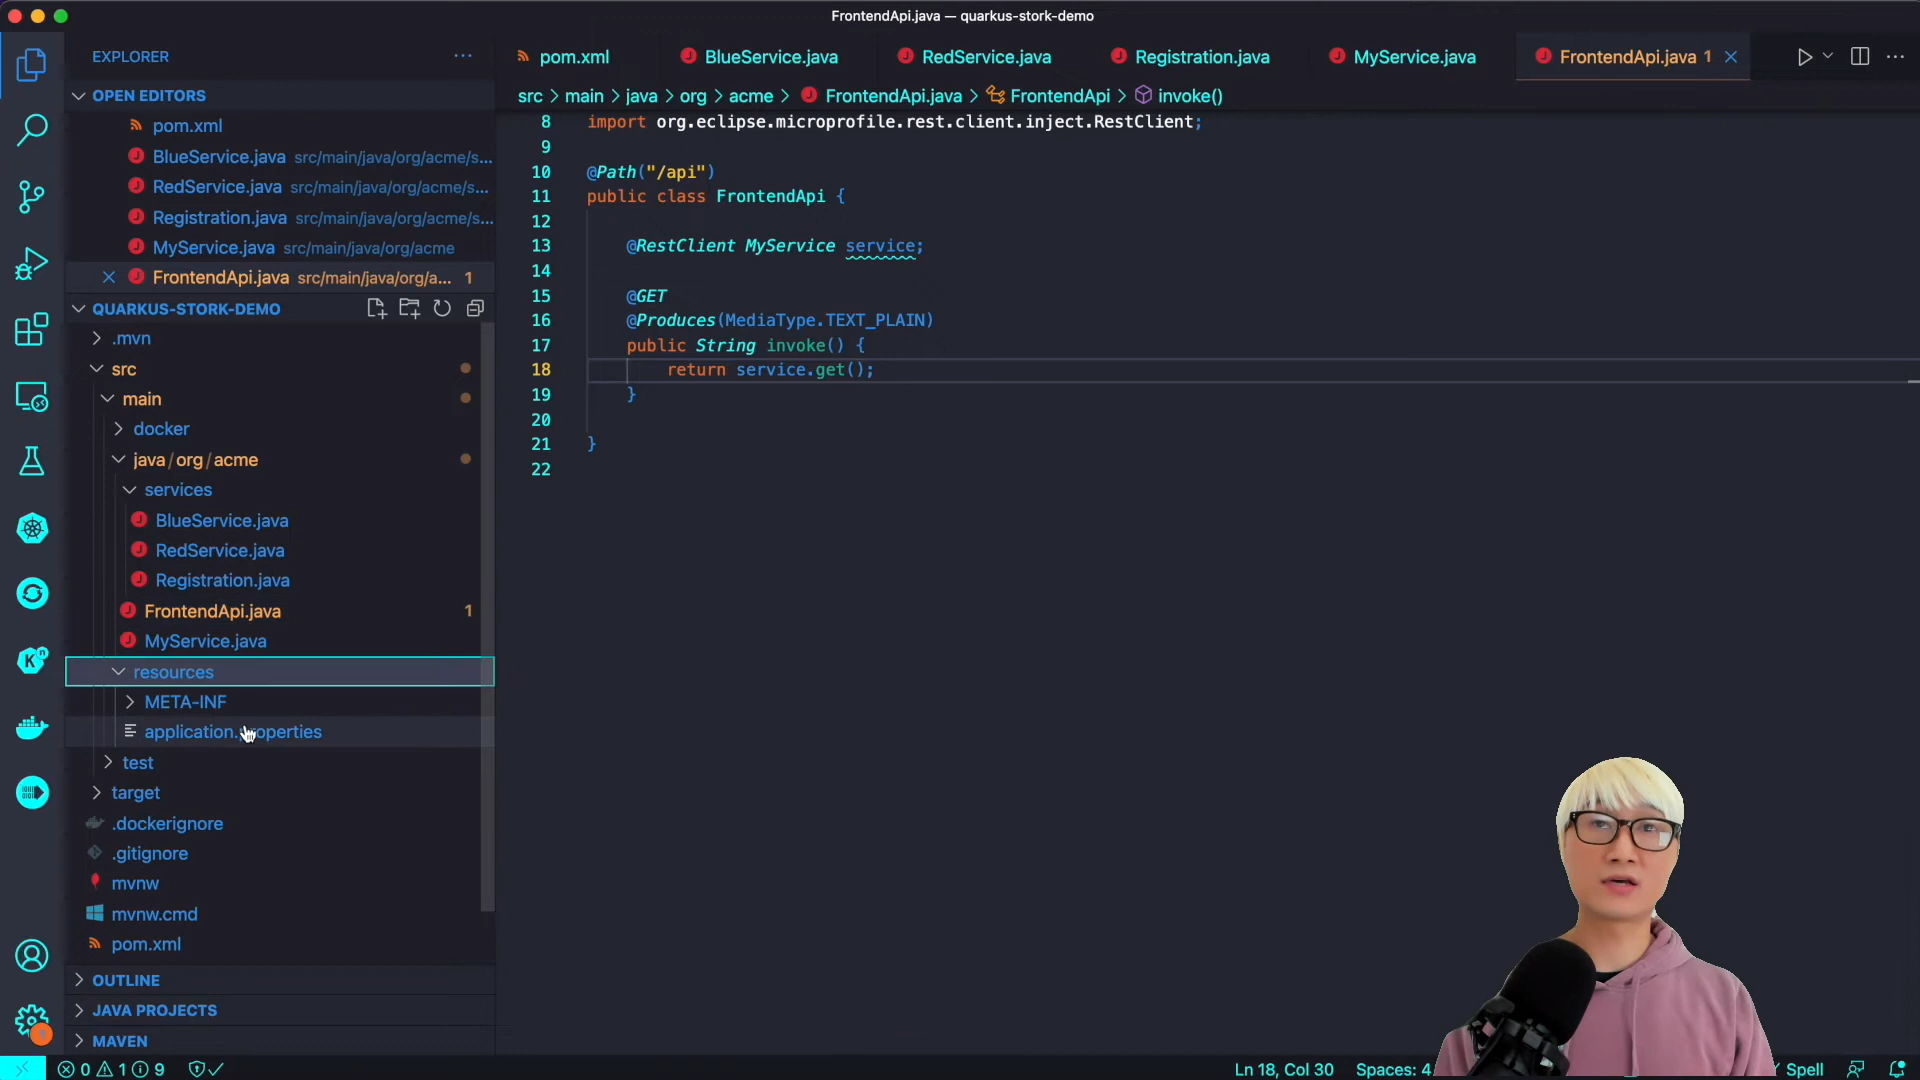 FrontendApi.java — quarkus-stork-demo
EXPLORER
pom.xml
BlueService.java
RedService.java
Registration.java
MyService.java
FrontendApi.java 1
src > main > java > org > acme > FrontendApi.java > FrontendApi > invoke()
OPEN EDITORS
pom.xml
BlueService.java src/main/java/org/acme/s...
RedService.java src/main/java/org/acme/s...
Registration.java src/main/java/org/acme/s...
MyService.java src/main/java/org/acme
FrontendApi.java src/main/java/org/a... 1
QUARKUS-STORK-DEMO
.mvn
src
main
docker
java/org/acme
services
BlueService.java
RedService.java
Registration.java
FrontendApi.java 1
MyService.java
resources
META-INF
application.properties
test
target
.dockerignore
.gitignore
mvnw
mvnw.cmd
pom.xml
OUTLINE
JAVA PROJECTS
MAVEN
8 import org.eclipse.microprofile.rest.client.inject.RestClient;
9
10 @Path("/api")
11 public class FrontendApi {
12
13 @RestClient MyService service;
14
15 @GET
16 @Produces(MediaType.TEXT_PLAIN)
17 public String invoke() {
18 return service.get();
19 }
20
21 }
22
0 1 9
Ln 18, Col 30
Spaces: 4
Spell